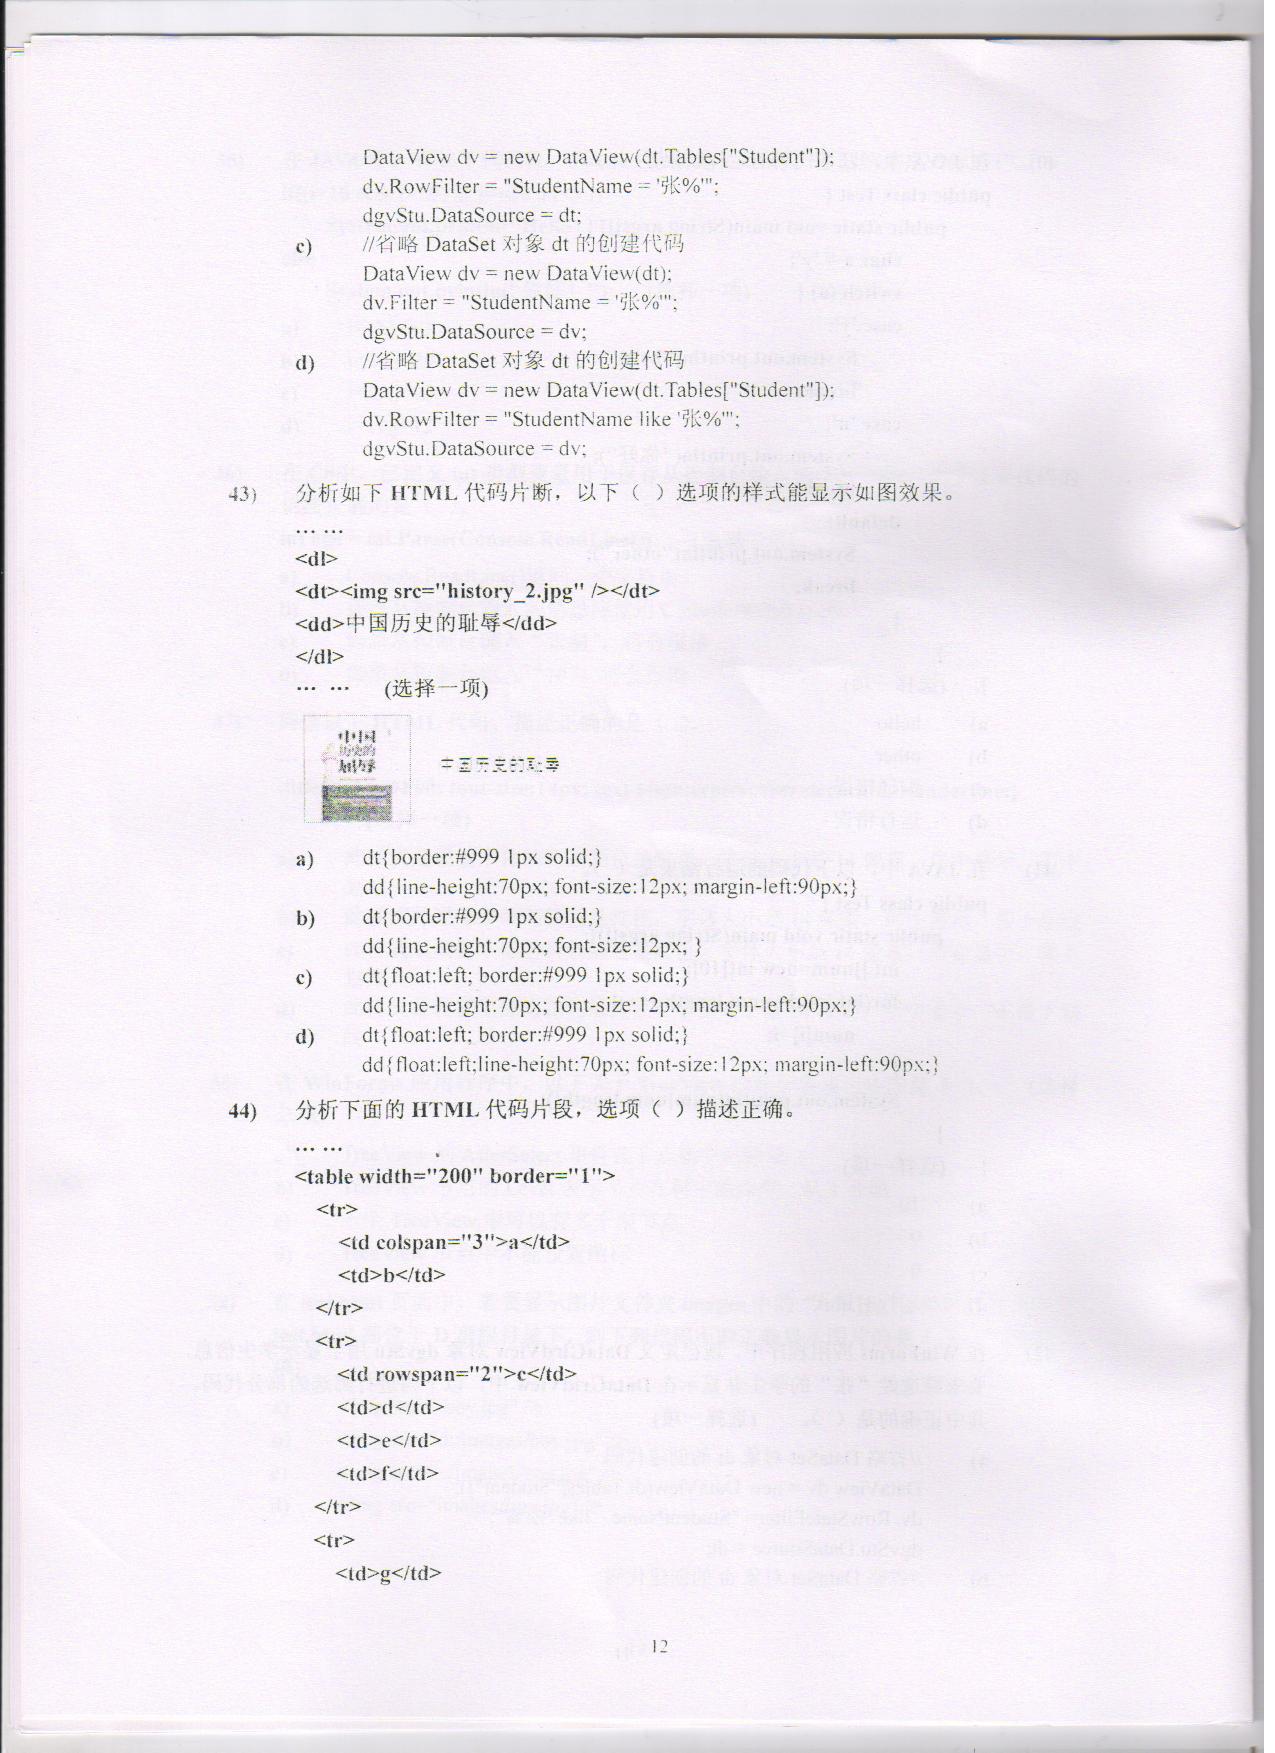 DataView dv = new DataView(dt.Tables["Student"]);
dv.RowFilter = "StudentName = '张%'";
dgvStu.DataSource = dt;
c) //省略 DataSet 对象 dt 的创建代码
DataView dv = new DataView(dt);
dv.Filter = "StudentName = '张%'";
dgvStu.DataSource = dv;
d) //省略 DataSet 对象 dt 的创建代码
DataView dv = new DataView(dt.Tables["Student"]);
dv.RowFilter = "StudentName like '张%'";
dgvStu.DataSource = dv;
43) 分析如下 HTML 代码片断，以下（ ）选项的样式能显示如图效果。
… …
<dl>
<dt><img src="history_2.jpg" /></dt>
<dd>中国历史的耻辱</dd>
</dl>
… … (选择一项)
中国
历史的
耻辱
中国历史的耻辱
a) dt{border:#999 1px solid;}
dd{line-height:70px; font-size:12px; margin-left:90px;}
b) dt{border:#999 1px solid;}
dd{line-height:70px; font-size:12px; }
c) dt{float:left; border:#999 1px solid;}
dd{line-height:70px; font-size:12px; margin-left:90px;}
d) dt{float:left; border:#999 1px solid;}
dd{float:left;line-height:70px; font-size:12px; margin-left:90px;}
44) 分析下面的 HTML 代码片段，选项（ ）描述正确。
… …
<table width="200" border="1">
<tr>
<td colspan="3">a</td>
<td>b</td>
</tr>
<tr>
<td rowspan="2">c</td>
<td>d</td>
<td>e</td>
<td>f</td>
</tr>
<tr>
<td>g</td>
12